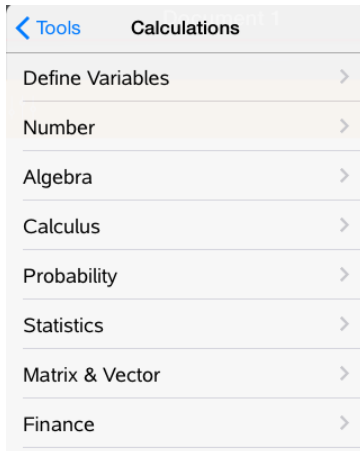 Tools Calculations
Define Variables
Number
Algebra
Calculus
Probability
Statistics
Matrix & Vector
Finance